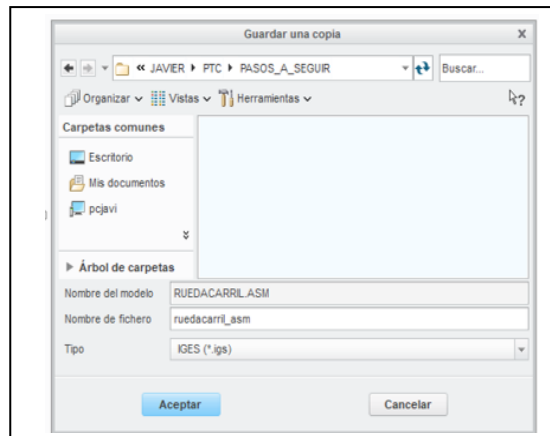 Guardar una copia X
« JAVIER PTC PASOS_A_SEGUIR Buscar...
Organizar Vistas Herramientas ?
Carpetas comunes
Escritorio
Mis documentos
pcjavi
Árbol de carpetas
Nombre del modelo RUEDACARRIL.ASM
Nombre de fichero ruedacarril_asm
Tipo IGES (*.igs)
Aceptar Cancelar